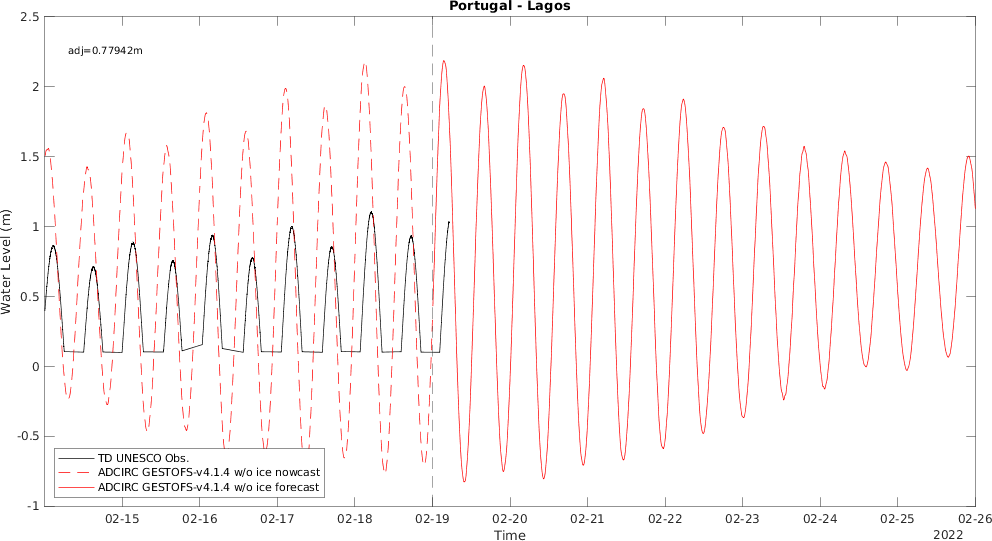 Portugal - Lagos
2.5
adj=0.77942m
2
1.5
1
0.5
0
-0.5
-1
Water Level (m)
TD UNESCO Obs.
ADCIRC GESTOFS-v4.1.4 w/o ice nowcast
ADCIRC GESTOFS-v4.1.4 w/o ice forecast
02-15 02-16 02-17 02-18 02-19 02-20 02-21 02-22 02-23 02-24 02-25 02-26
Time
2022